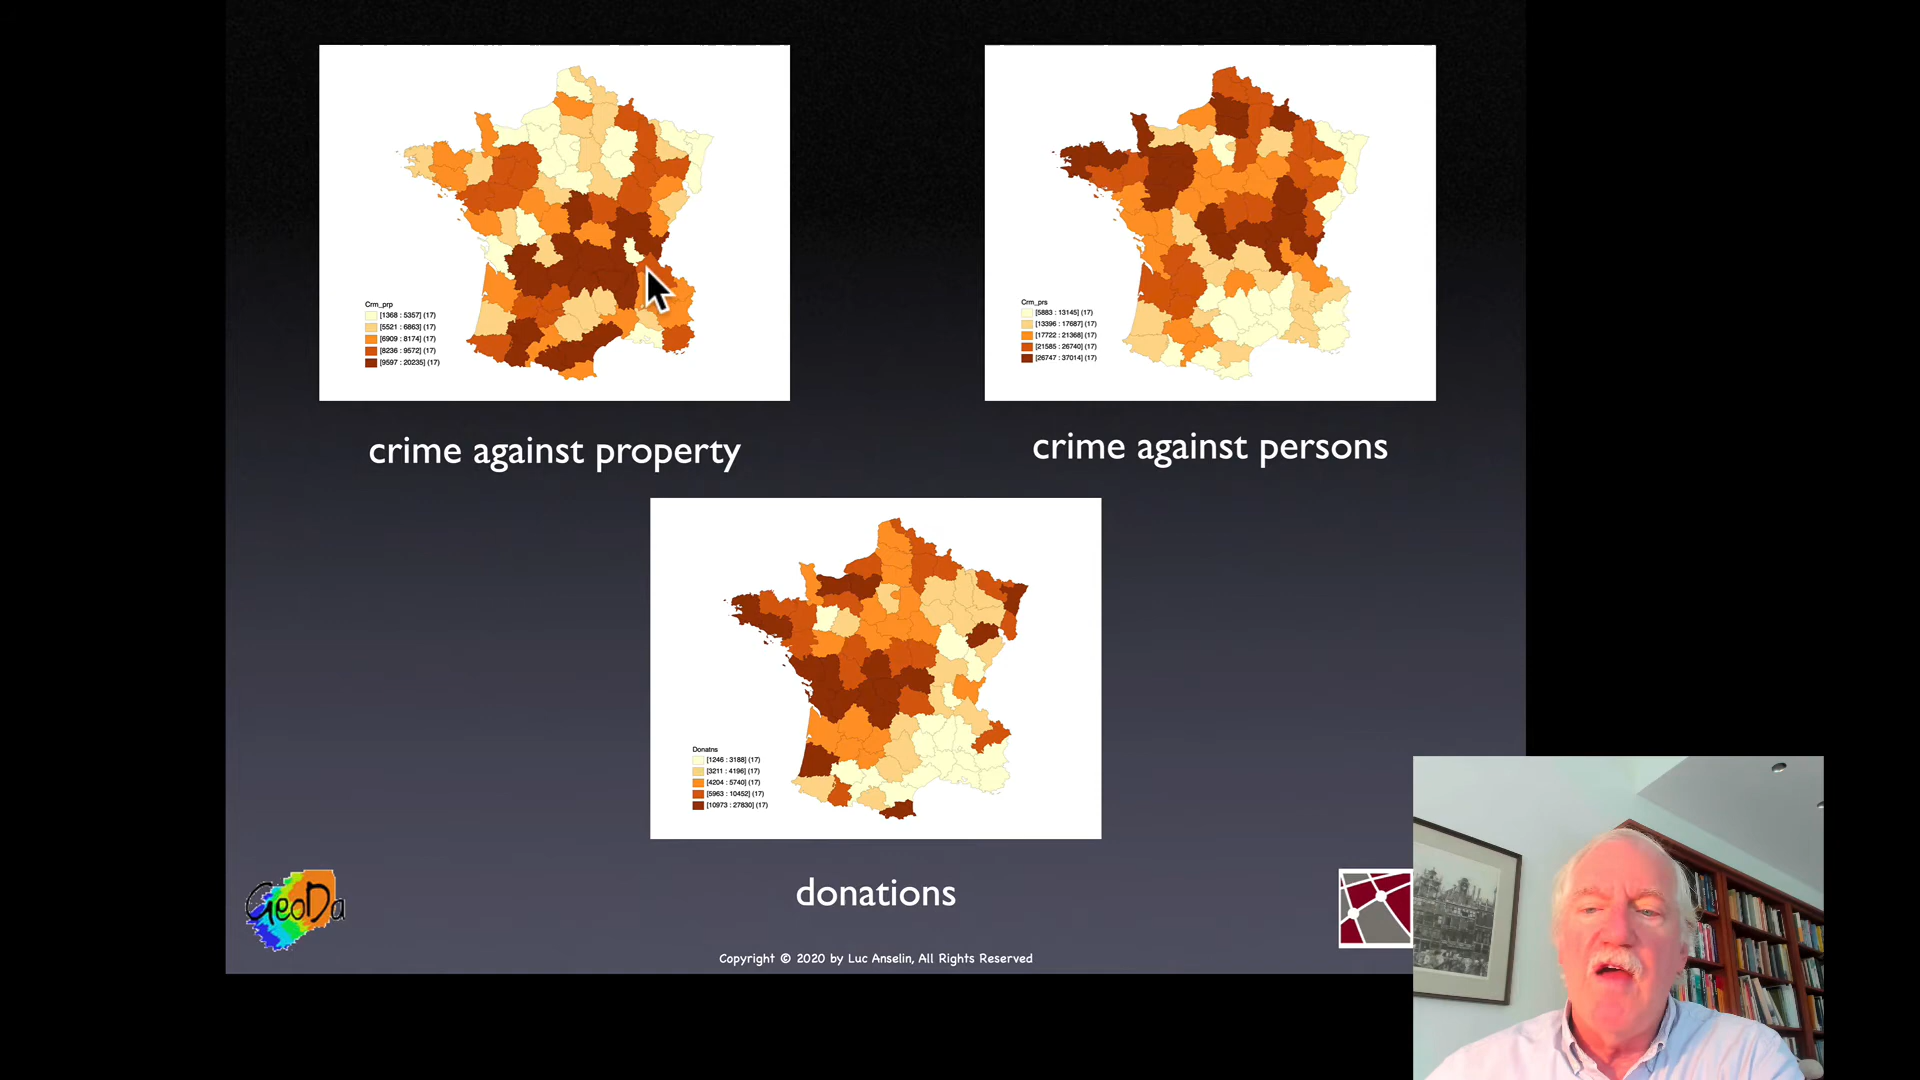 Crm_prp
[1368 : 5357] (17)
[5521 : 6863] (17)
[6909 : 8174] (17)
[8236 : 9572] (17)
[9597 : 20235] (17)
crime against property
Crm_prs
[5883 : 13145] (17)
[13396 : 17687] (17)
[17722 : 21368] (17)
[21585 : 26740] (17)
[26747 : 37014] (17)
crime against persons
Donatns
[1246 : 3188] (17)
[3211 : 4196] (17)
[4204 : 5740] (17)
[5963 : 10452] (17)
[10973 : 27830] (17)
donations
GeoDa
Copyright © 2020 by Luc Anselin, All Rights Reserved